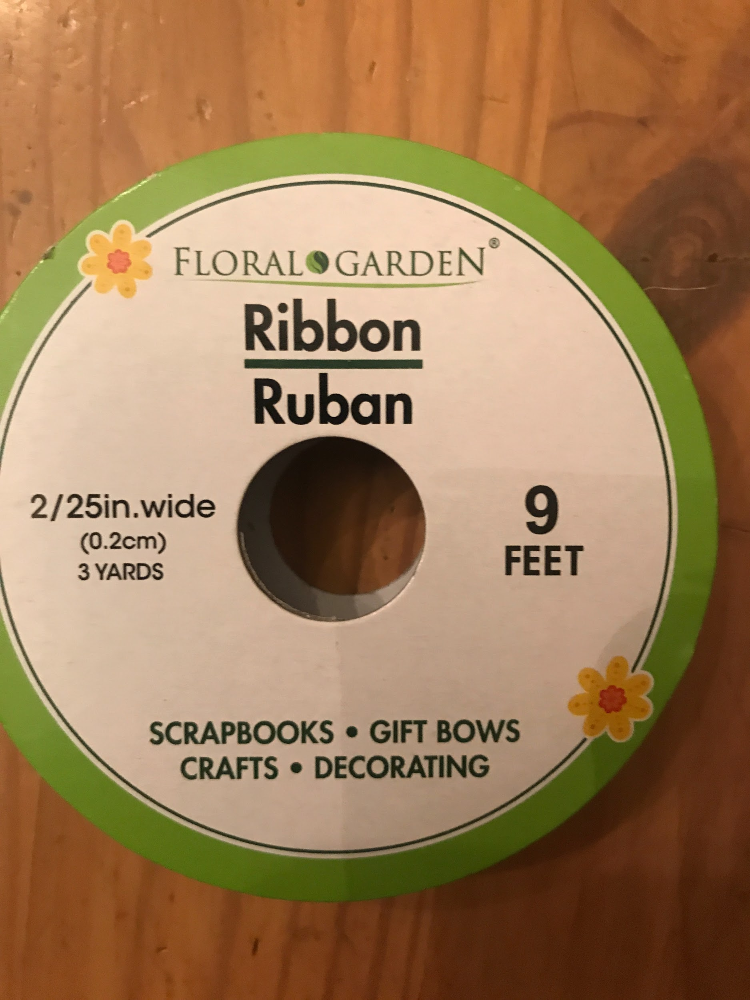 FLORAL GARDEN®
Ribbon
Ruban
2/25in.wide
(0.2cm)
3 YARDS
9
FEET
SCRAPBOOKS • GIFT BOWS
CRAFTS • DECORATING